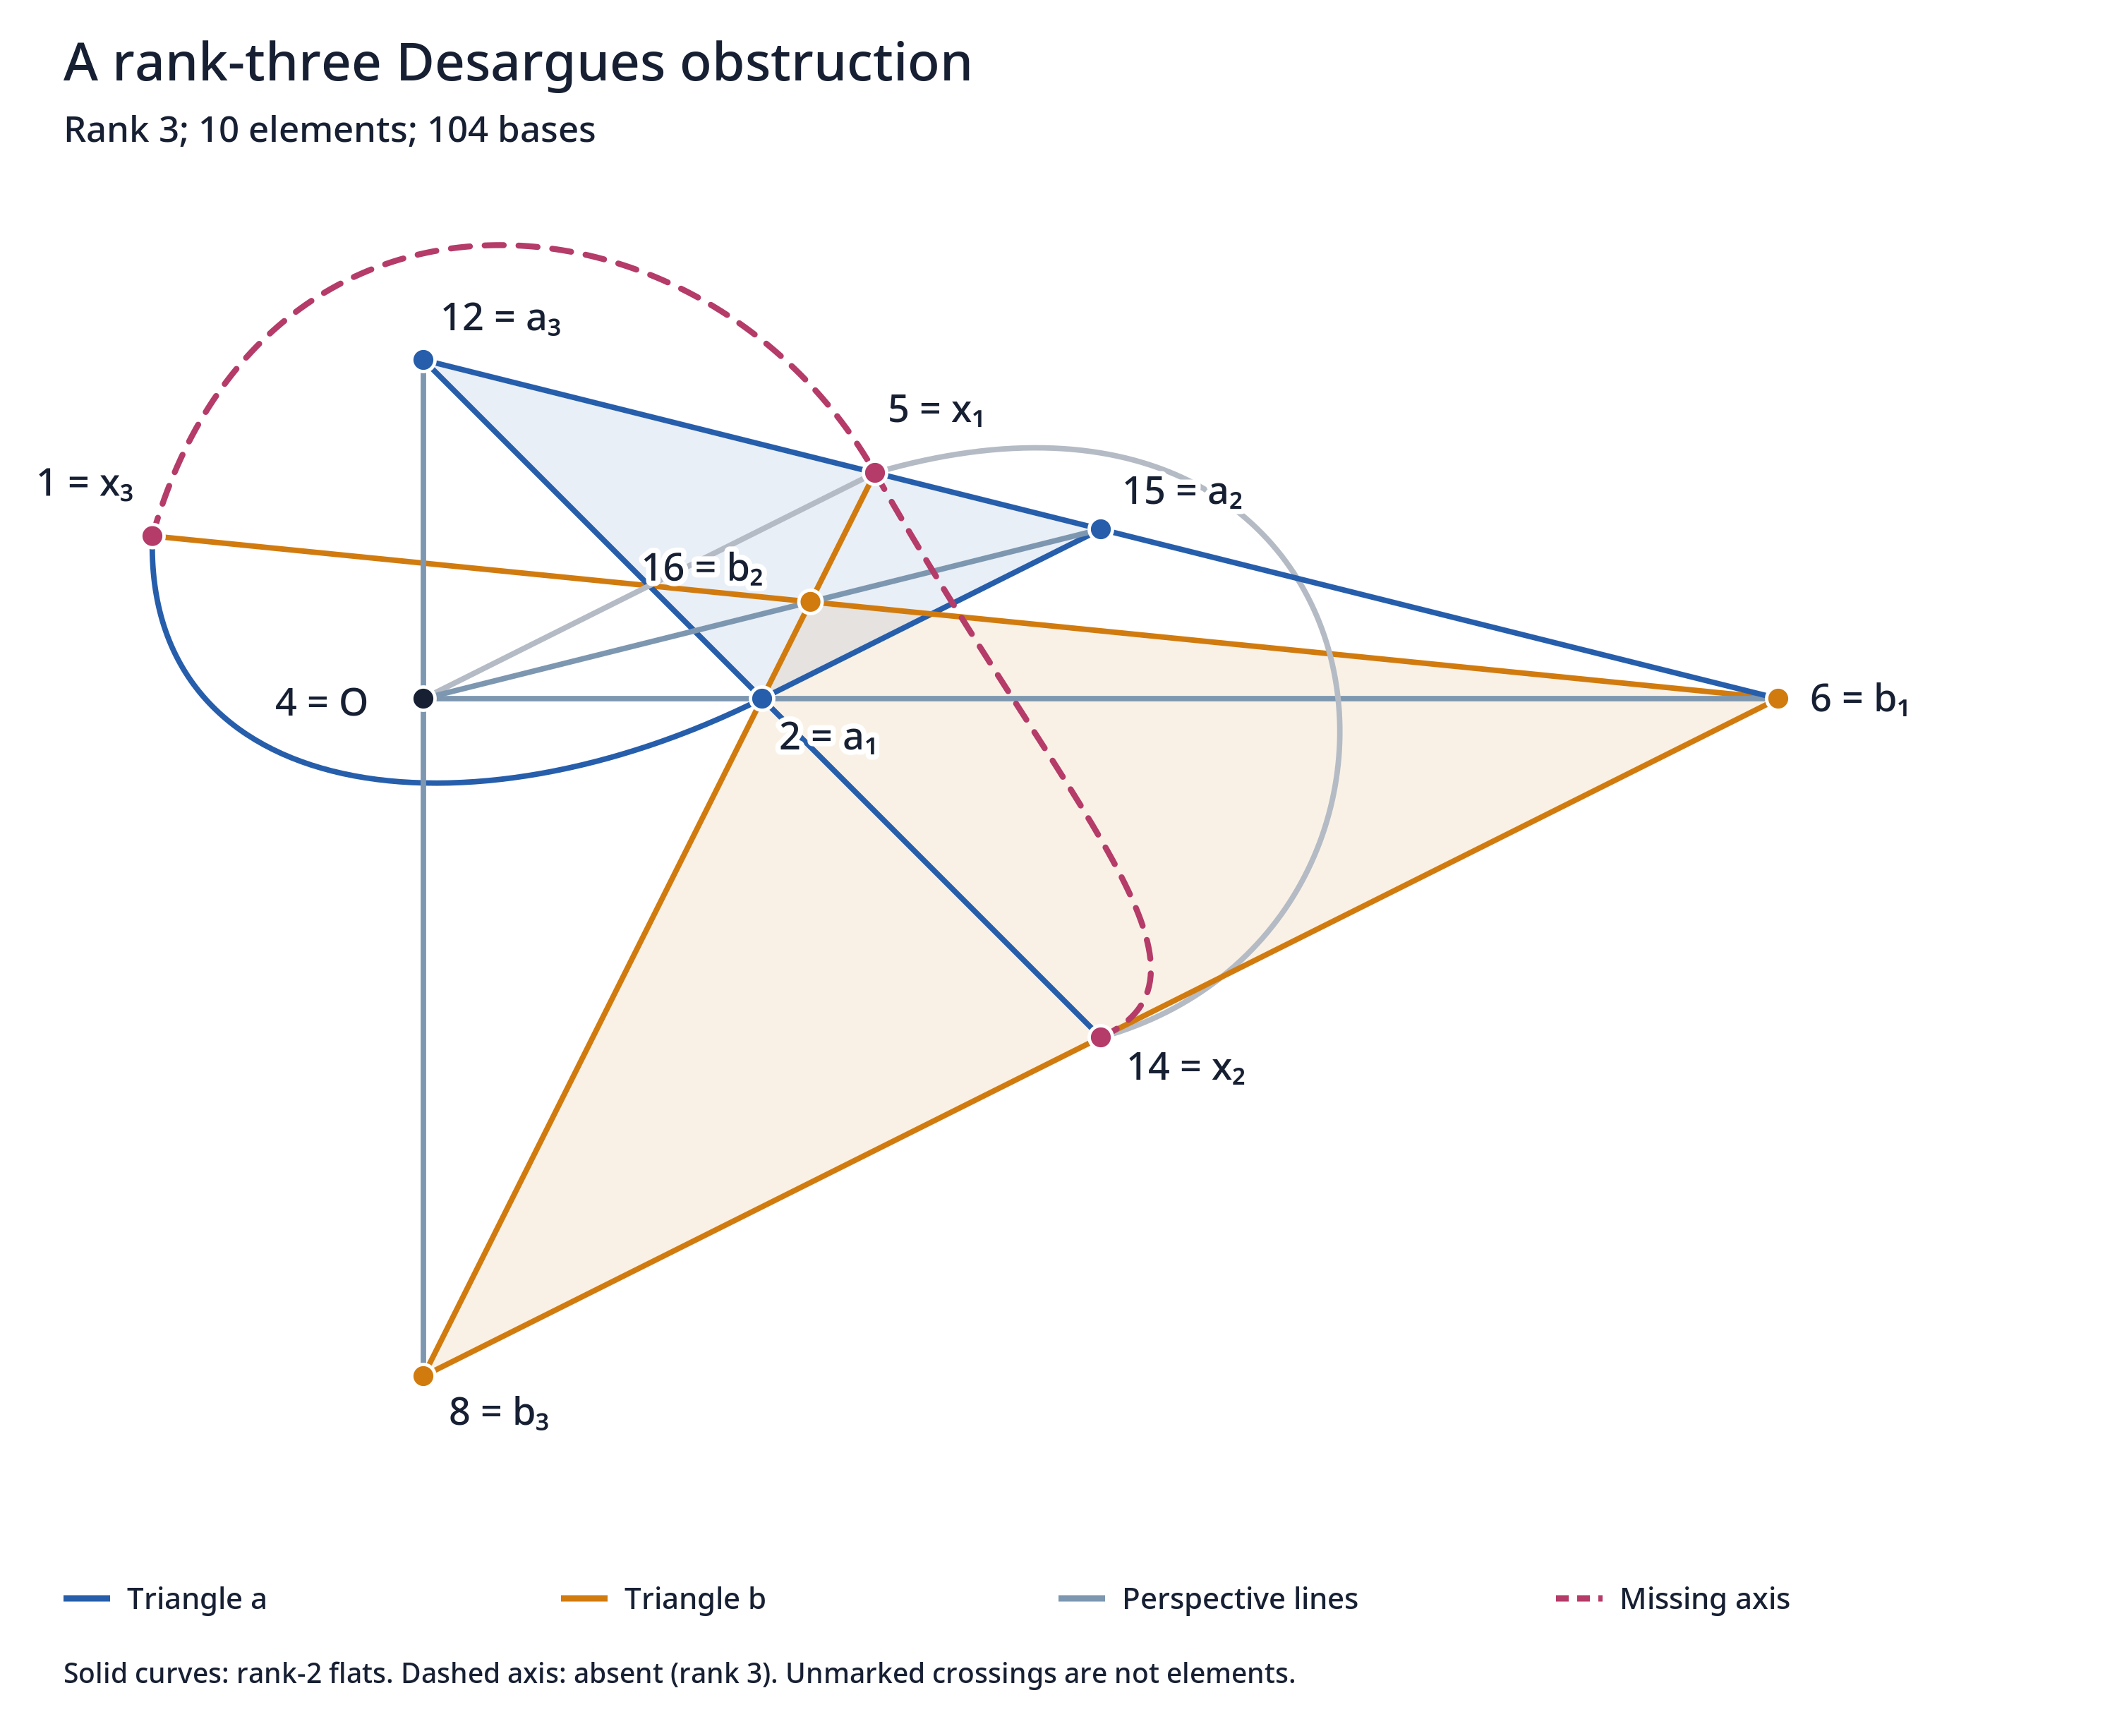 A rank-three Desargues obstruction
Rank 3; 10 elements; 104 bases
12 = a₃
5 = x₁
1 = x₃
15 = a₂
16 = b₂
4 = O
6 = b₁
2 = a₁
14 = x₂
8 = b₃
Triangle a
Triangle b
Perspective lines
Missing axis
Solid curves: rank-2 flats. Dashed axis: absent (rank 3). Unmarked crossings are not elements.